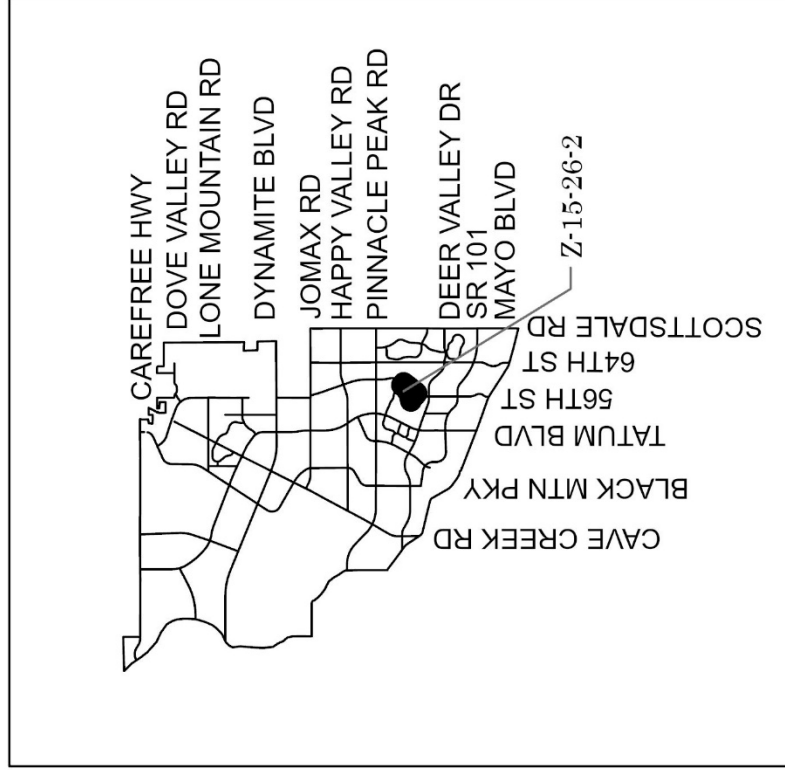 CAREFREE HWY
DOVE VALLEY RD
LONE MOUNTAIN RD
DYNAMITE BLVD
JOMAX RD
HAPPY VALLEY RD
PINNACLE PEAK RD
DEER VALLEY DR
SR 101
MAYO BLVD
Z-15-26-2
SCOTTSDALE RD
64TH ST
56TH ST
TATUM BLVD
BLACK MTN PKY
CAVE CREEK RD